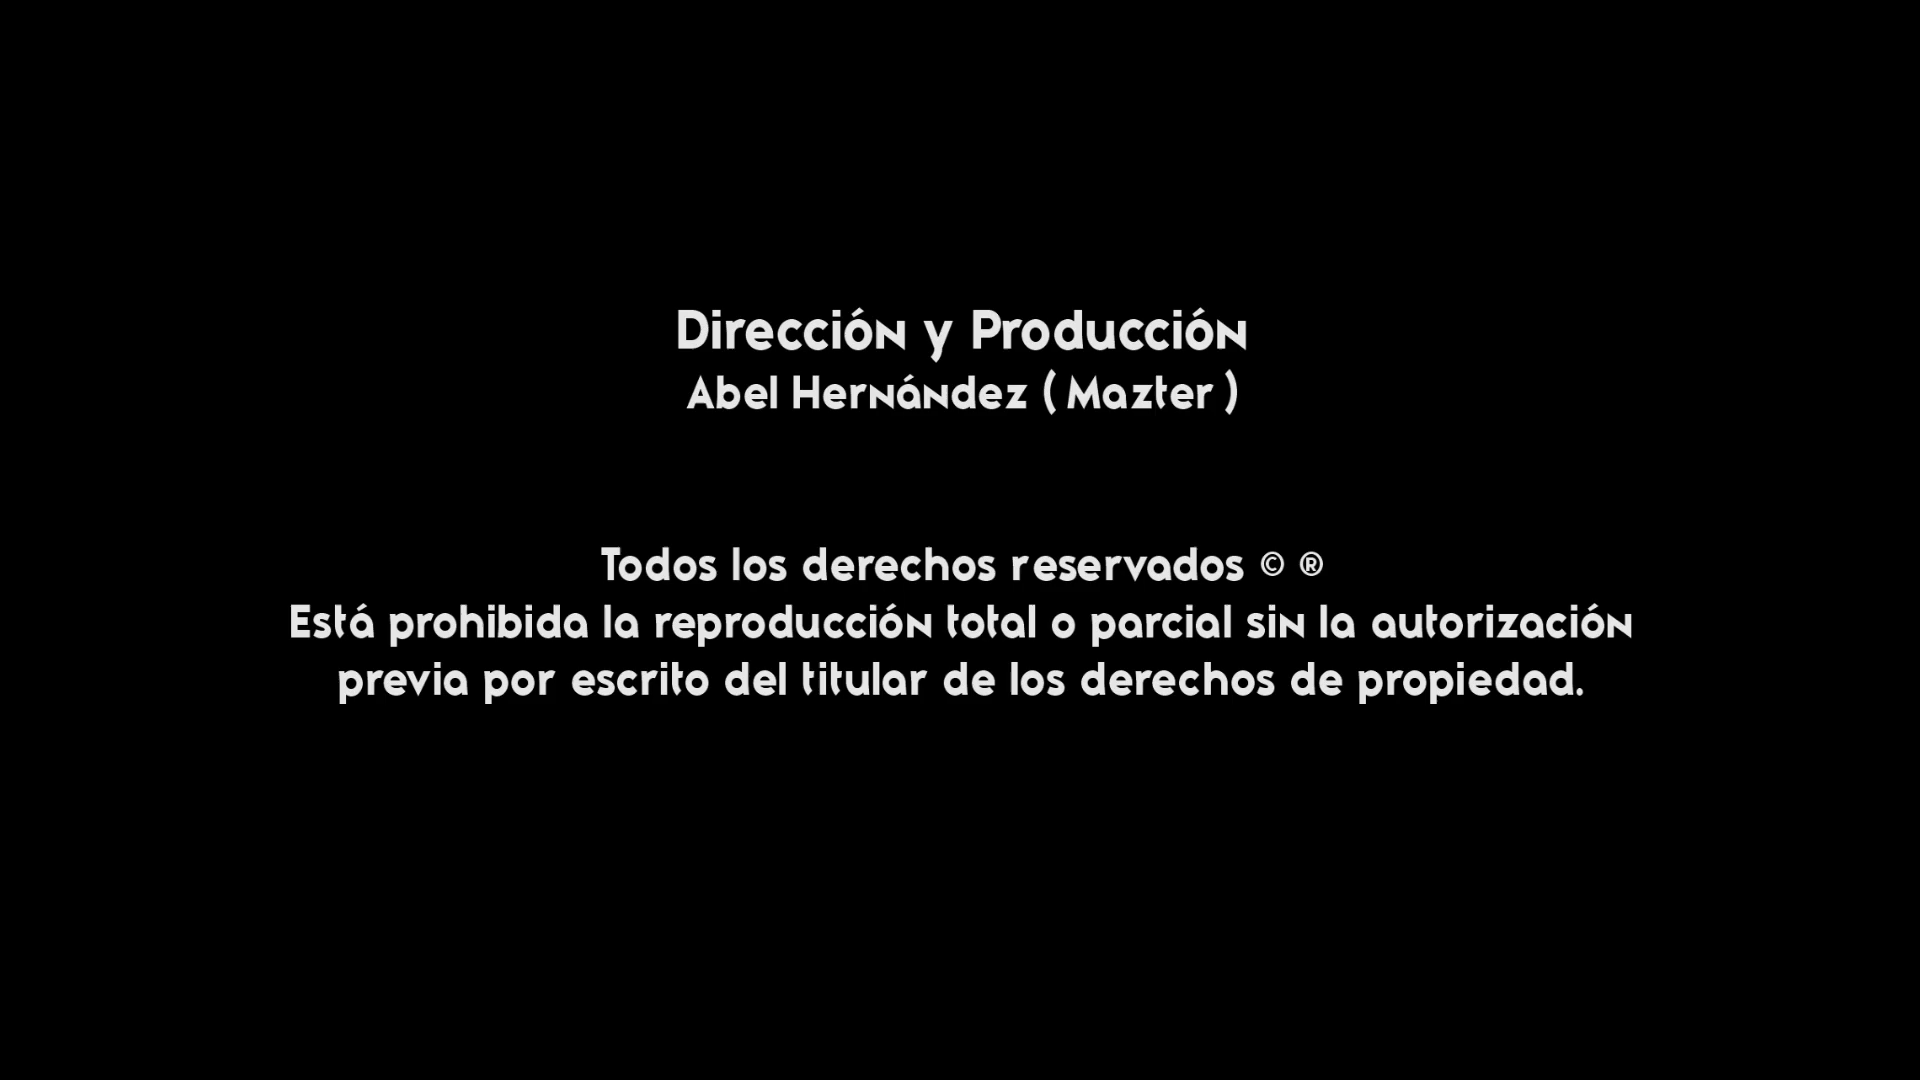 Dirección y Producción
Abel Hernández ( Mazter )
Todos los derechos reservados © ®
Está prohibida la reproducción total o parcial sin la autorización
previa por escrito del titular de los derechos de propiedad.